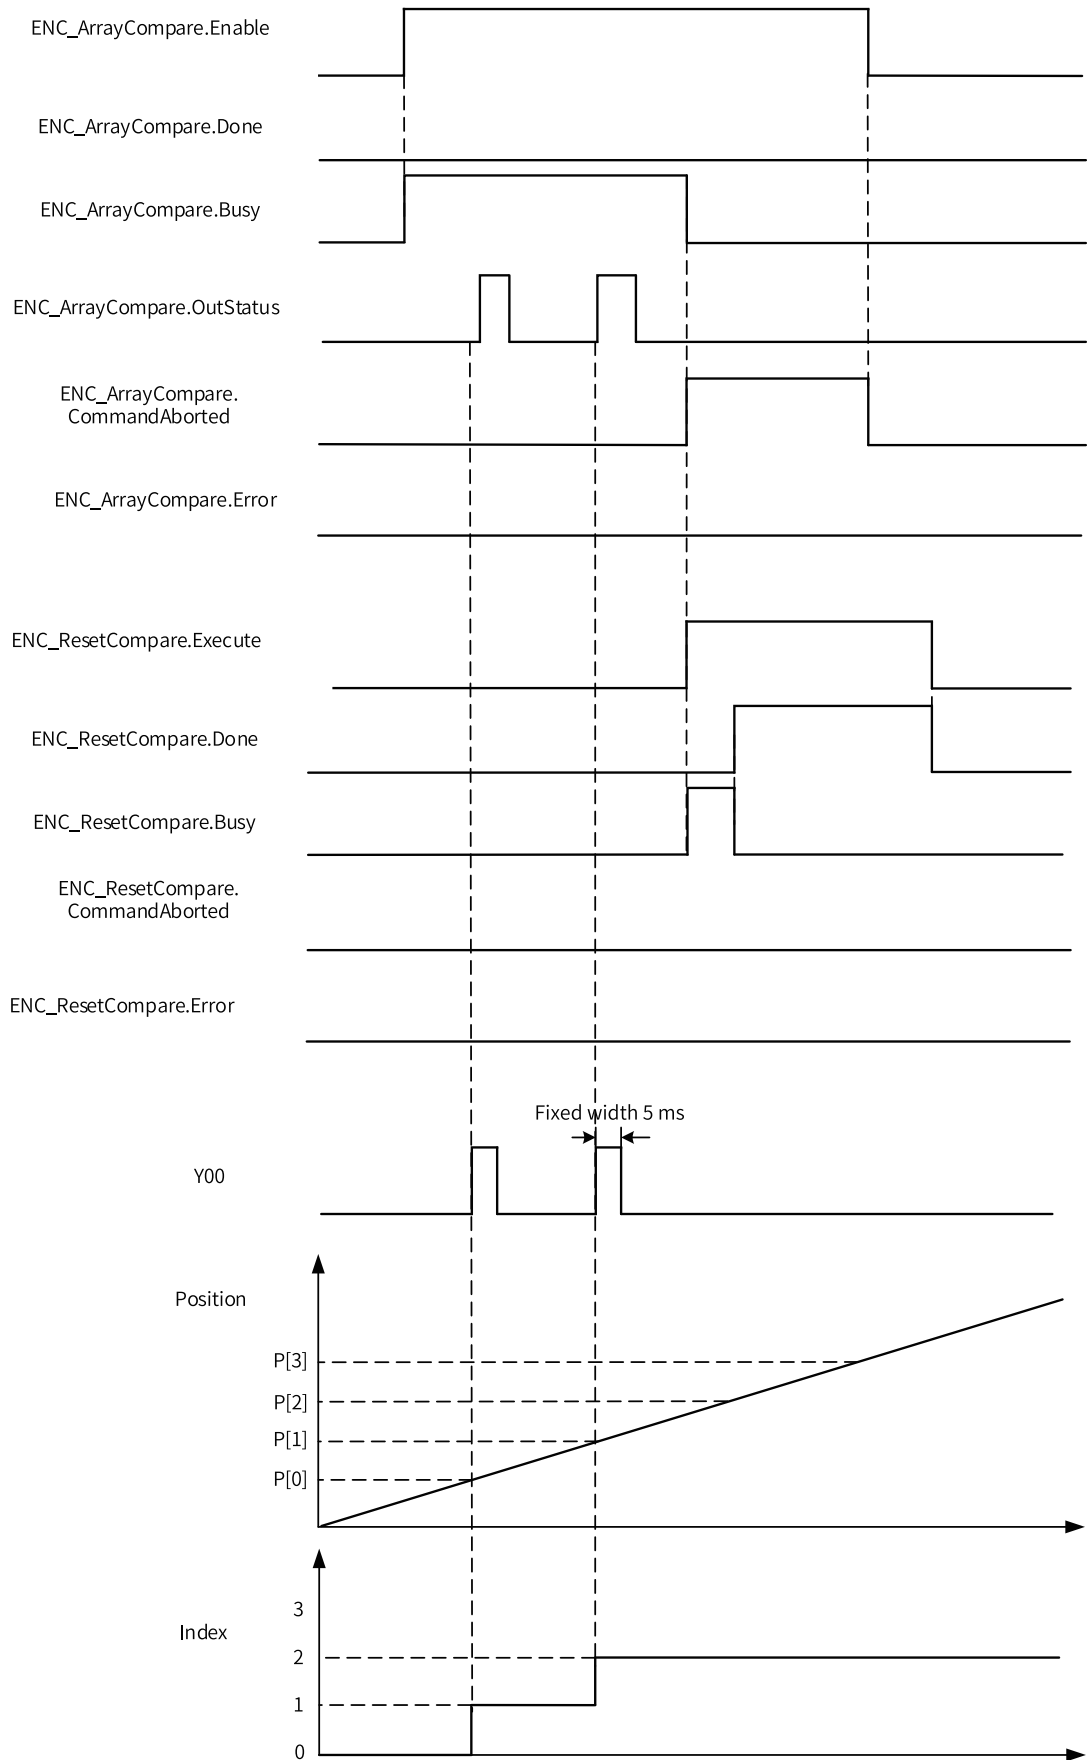 ENC_ArrayCompare.Enable
ENC_ArrayCompare.Done
ENC_ArrayCompare.Busy
ENC_ArrayCompare.OutStatus
ENC_ArrayCompare.
CommandAborted
ENC_ArrayCompare.Error
ENC_ResetCompare.Execute
ENC_ResetCompare.Done
ENC_ResetCompare.Busy
ENC_ResetCompare.
CommandAborted
ENC_ResetCompare.Error
Fixed width 5 ms
Y00
Position
P[3]
P[2]
P[1]
P[0]
3
Index
2
1
0